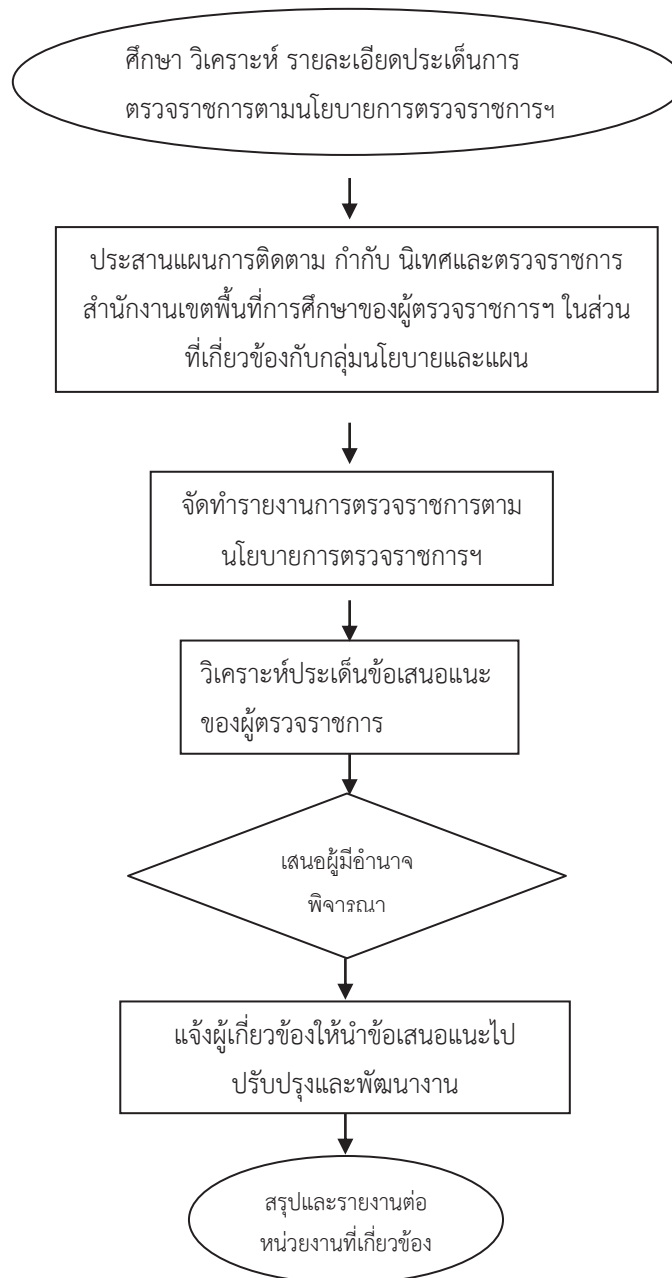 ศึกษา วิเคราะห์ รายละเอียดประเด็นการ
ตรวจราชการตามนโยบายการตรวจราชการฯ
ประสานแผนการติดตาม กำกับ นิเทศและตรวจราชการ
สำนักงานเขตพื้นที่การศึกษาของผู้ตรวจราชการฯ ในส่วน
ที่เกี่ยวข้องกับกลุ่มนโยบายและแผน
จัดทำรายงานการตรวจราชการตาม
นโยบายการตรวจราชการฯ
วิเคราะห์ประเด็นข้อเสนอแนะ
ของผู้ตรวจราชการ
เสนอผู้มีอำนาจ
พิจารณา
แจ้งผู้เกี่ยวข้องให้นำข้อเสนอแนะไป
ปรับปรุงและพัฒนางาน
สรุปและรายงานต่อ
หน่วยงานที่เกี่ยวข้อง